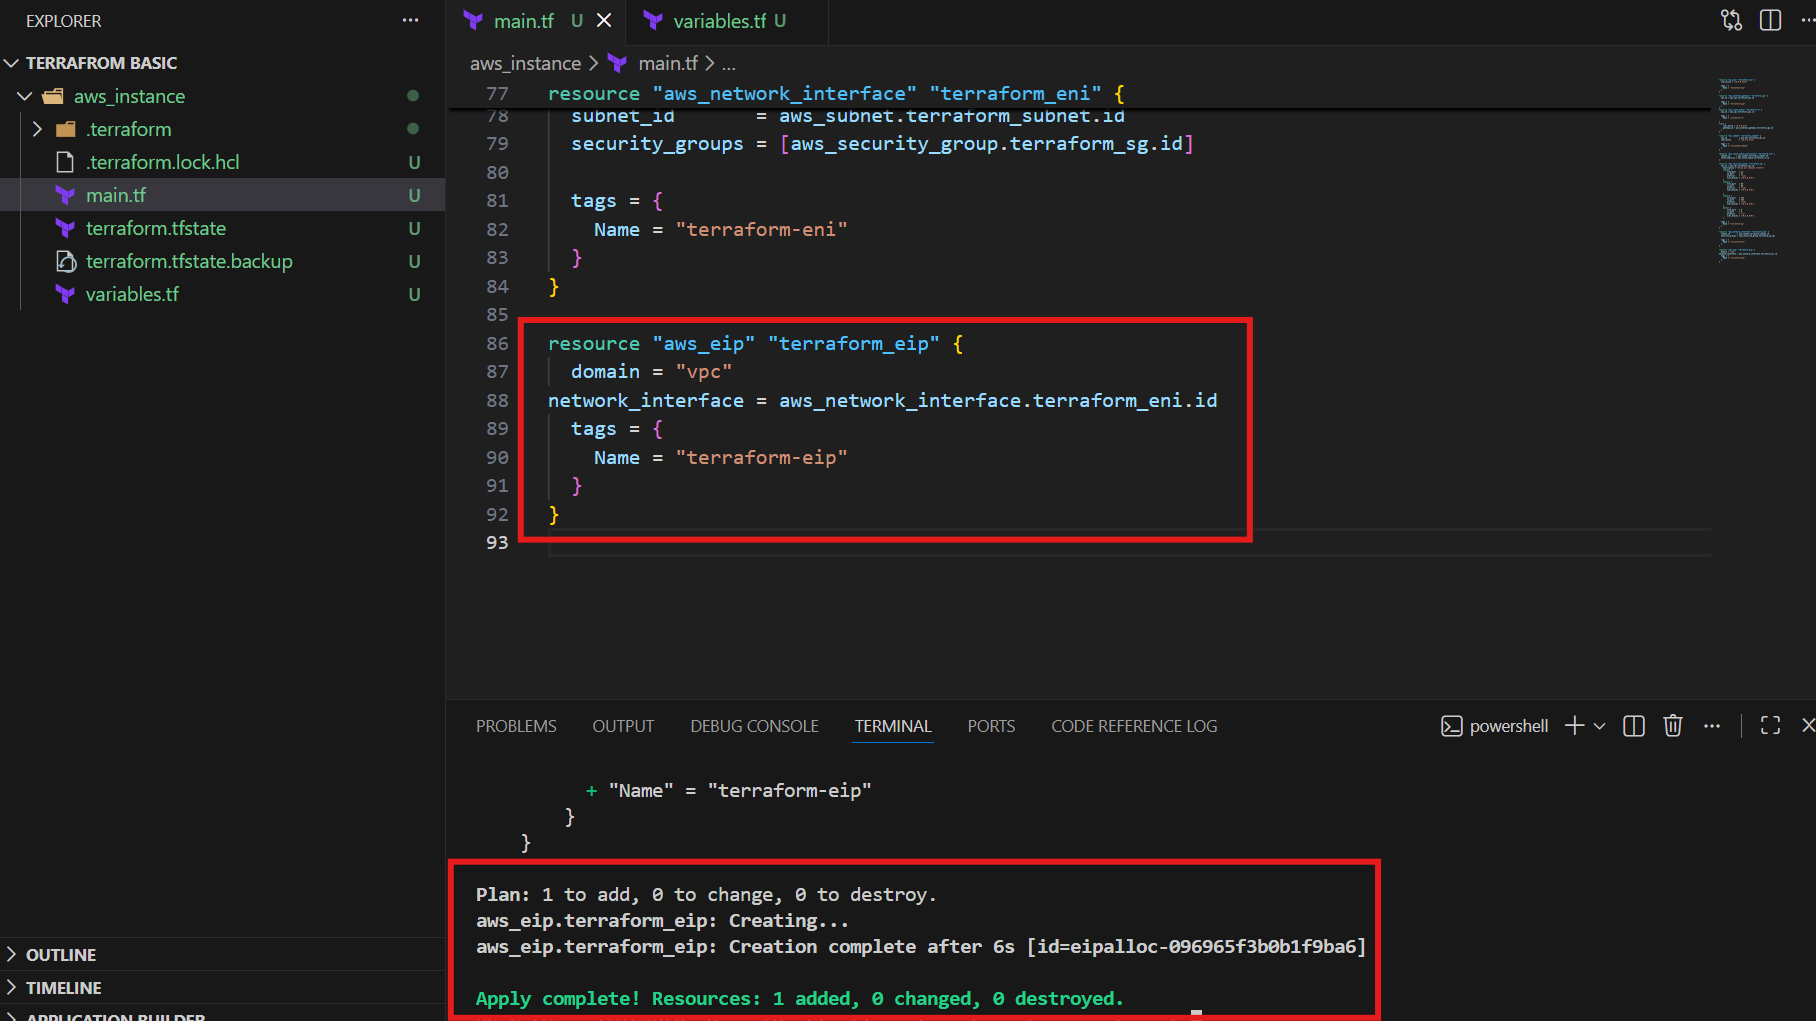 EXPLORER
TERRAFROM BASIC
aws_instance
.terraform
.terraform.lock.hcl U
main.tf U
terraform.tfstate U
terraform.tfstate.backup U
variables.tf U
OUTLINE
TIMELINE
APPLICATION BUILDER
main.tf U
variables.tf U
aws_instance > main.tf > ...
77 resource "aws_network_interface" "terraform_eni" {
78 subnet_id = aws_subnet.terraform_subnet.id
79 security_groups = [aws_security_group.terraform_sg.id]
80
81 tags = {
82 Name = "terraform-eni"
83 }
84 }
85
86 resource "aws_eip" "terraform_eip" {
87 domain = "vpc"
88 network_interface = aws_network_interface.terraform_eni.id
89 tags = {
90 Name = "terraform-eip"
91 }
92 }
93
PROBLEMS OUTPUT DEBUG CONSOLE TERMINAL PORTS CODE REFERENCE LOG powershell
+ "Name" = "terraform-eip"
}
}
Plan: 1 to add, 0 to change, 0 to destroy.
aws_eip.terraform_eip: Creating...
aws_eip.terraform_eip: Creation complete after 6s [id=eipalloc-096965f3b0b1f9ba6]
Apply complete! Resources: 1 added, 0 changed, 0 destroyed.